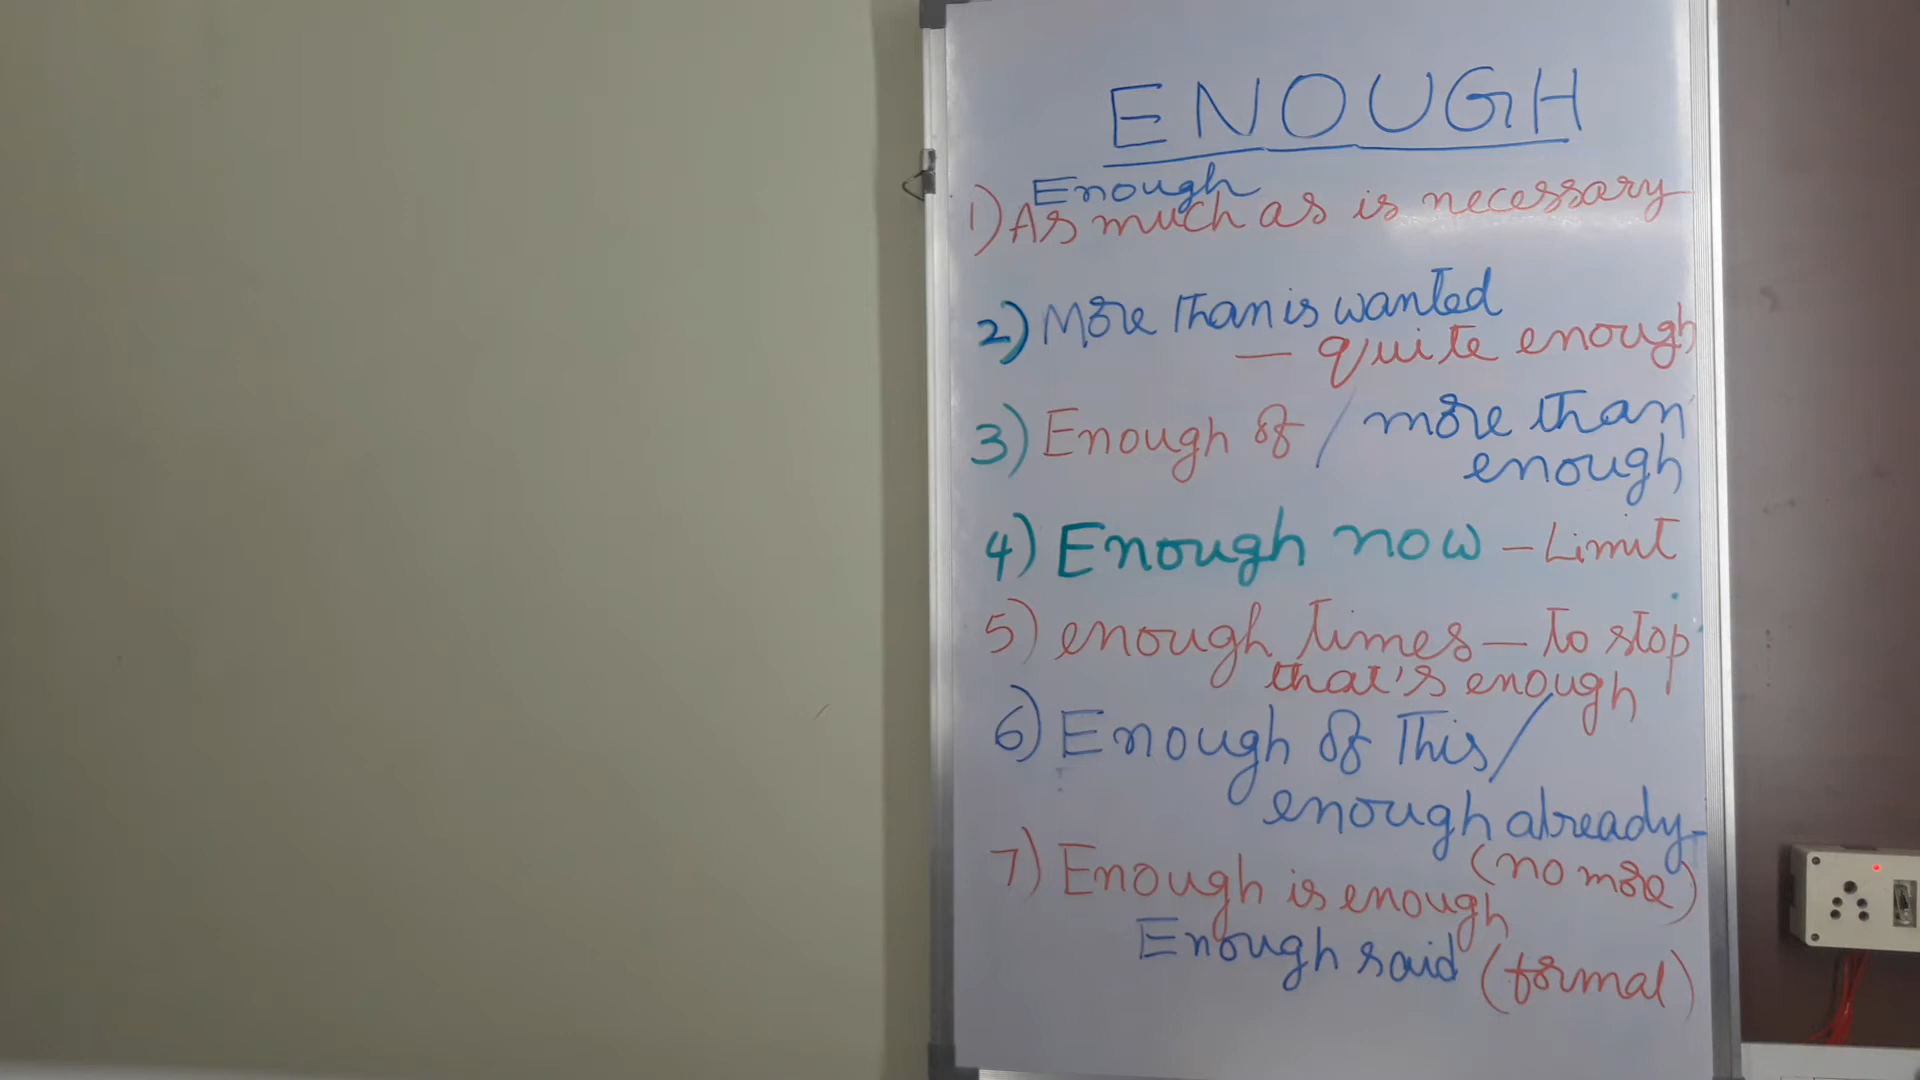 ENOUGH
Enough
1) As much as is necessary
2) More than is wanted
— quite enough
3) Enough of / more than
enough
4) Enough now – Limit
5) enough times – to stop
that's enough
6) Enough of This /
enough already
(no more)
7) Enough is enough
Enough said (formal)